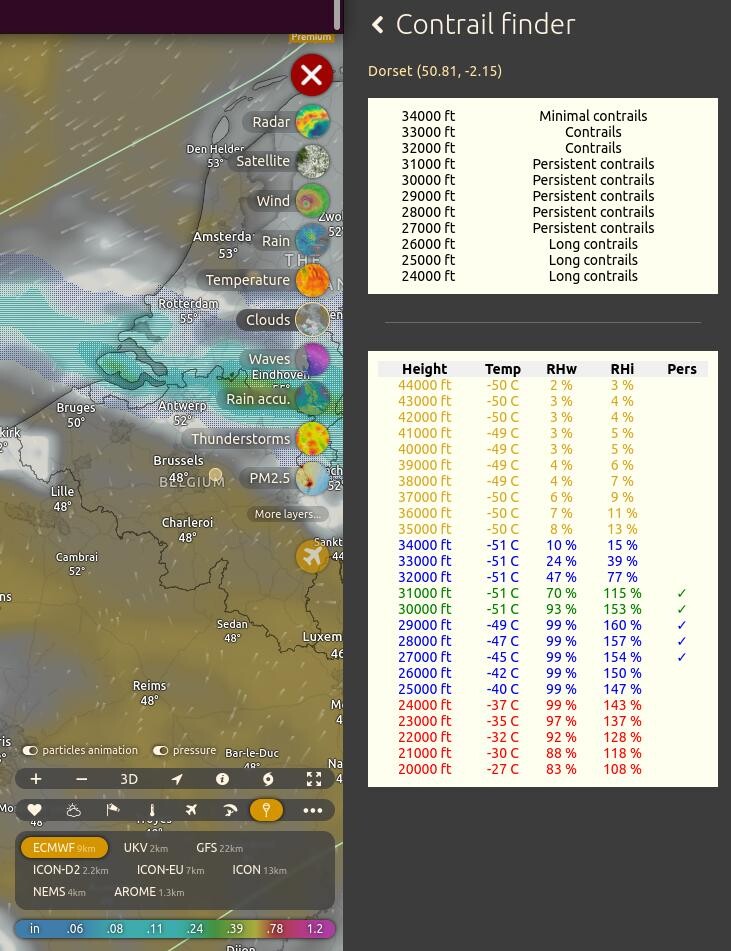 Premium
Radar
Den Helder
53°
Satellite
Wind
Zwo
52°
Amsterda
53°
Rain
THE
Temperature
Rotterdam
55°
Clouds
Waves
Eindhoven
Rain accu.
Bruges
50°
Antwerp
52°
kirk
Thunderstorms
Brussels
48°
BELGIUM
PM2.5
52°
Lille
48°
More layers...
Charleroi
48°
Sankt
44
Cambrai
52°
ns
Sedan
48°
Luxem
46
Reims
48°
particles animation
pressure
Bar-le-Duc
48°
+ − 3D
ECMWF 9km UKV 2km GFS 22km
ICON-D2 2.2km ICON-EU 7km ICON 13km
NEMS 4km AROME 1.3km
in .06 .08 .11 .24 .39 .78 1.2
Dijon
Contrail finder
Dorset (50.81, -2.15)
34000 ft Minimal contrails
33000 ft Contrails
32000 ft Contrails
31000 ft Persistent contrails
30000 ft Persistent contrails
29000 ft Persistent contrails
28000 ft Persistent contrails
27000 ft Persistent contrails
26000 ft Long contrails
25000 ft Long contrails
24000 ft Long contrails
Height Temp RHw RHi Pers
44000 ft -50 C 2 % 3 %
43000 ft -50 C 3 % 4 %
42000 ft -50 C 3 % 4 %
41000 ft -49 C 3 % 5 %
40000 ft -49 C 3 % 5 %
39000 ft -49 C 4 % 6 %
38000 ft -49 C 4 % 7 %
37000 ft -50 C 6 % 9 %
36000 ft -50 C 7 % 11 %
35000 ft -50 C 8 % 13 %
34000 ft -51 C 10 % 15 %
33000 ft -51 C 24 % 39 %
32000 ft -51 C 47 % 77 %
31000 ft -51 C 70 % 115 % ✓
30000 ft -51 C 93 % 153 % ✓
29000 ft -49 C 99 % 160 % ✓
28000 ft -47 C 99 % 157 % ✓
27000 ft -45 C 99 % 154 % ✓
26000 ft -42 C 99 % 150 %
25000 ft -40 C 99 % 147 %
24000 ft -37 C 99 % 143 %
23000 ft -35 C 97 % 137 %
22000 ft -32 C 92 % 128 %
21000 ft -30 C 88 % 118 %
20000 ft -27 C 83 % 108 %